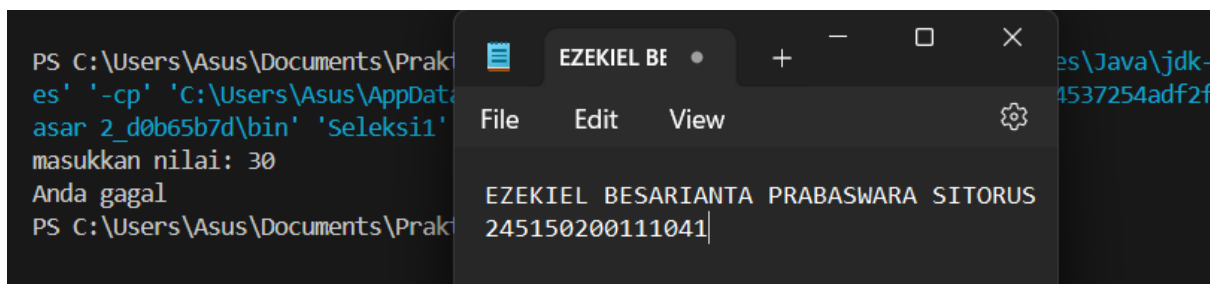 PS C:\Users\Asus\Documents\Prakt
es' '-cp' 'C:\Users\Asus\AppData
asar 2_d0b65b7d\bin' 'Seleksi1'
masukkan nilai: 30
Anda gagal
PS C:\Users\Asus\Documents\Prakt
EZEKIEL BE
File Edit View
EZEKIEL BESARIANTA PRABASWARA SITORUS
245150200111041
es\Java\jdk-
4537254adf2f